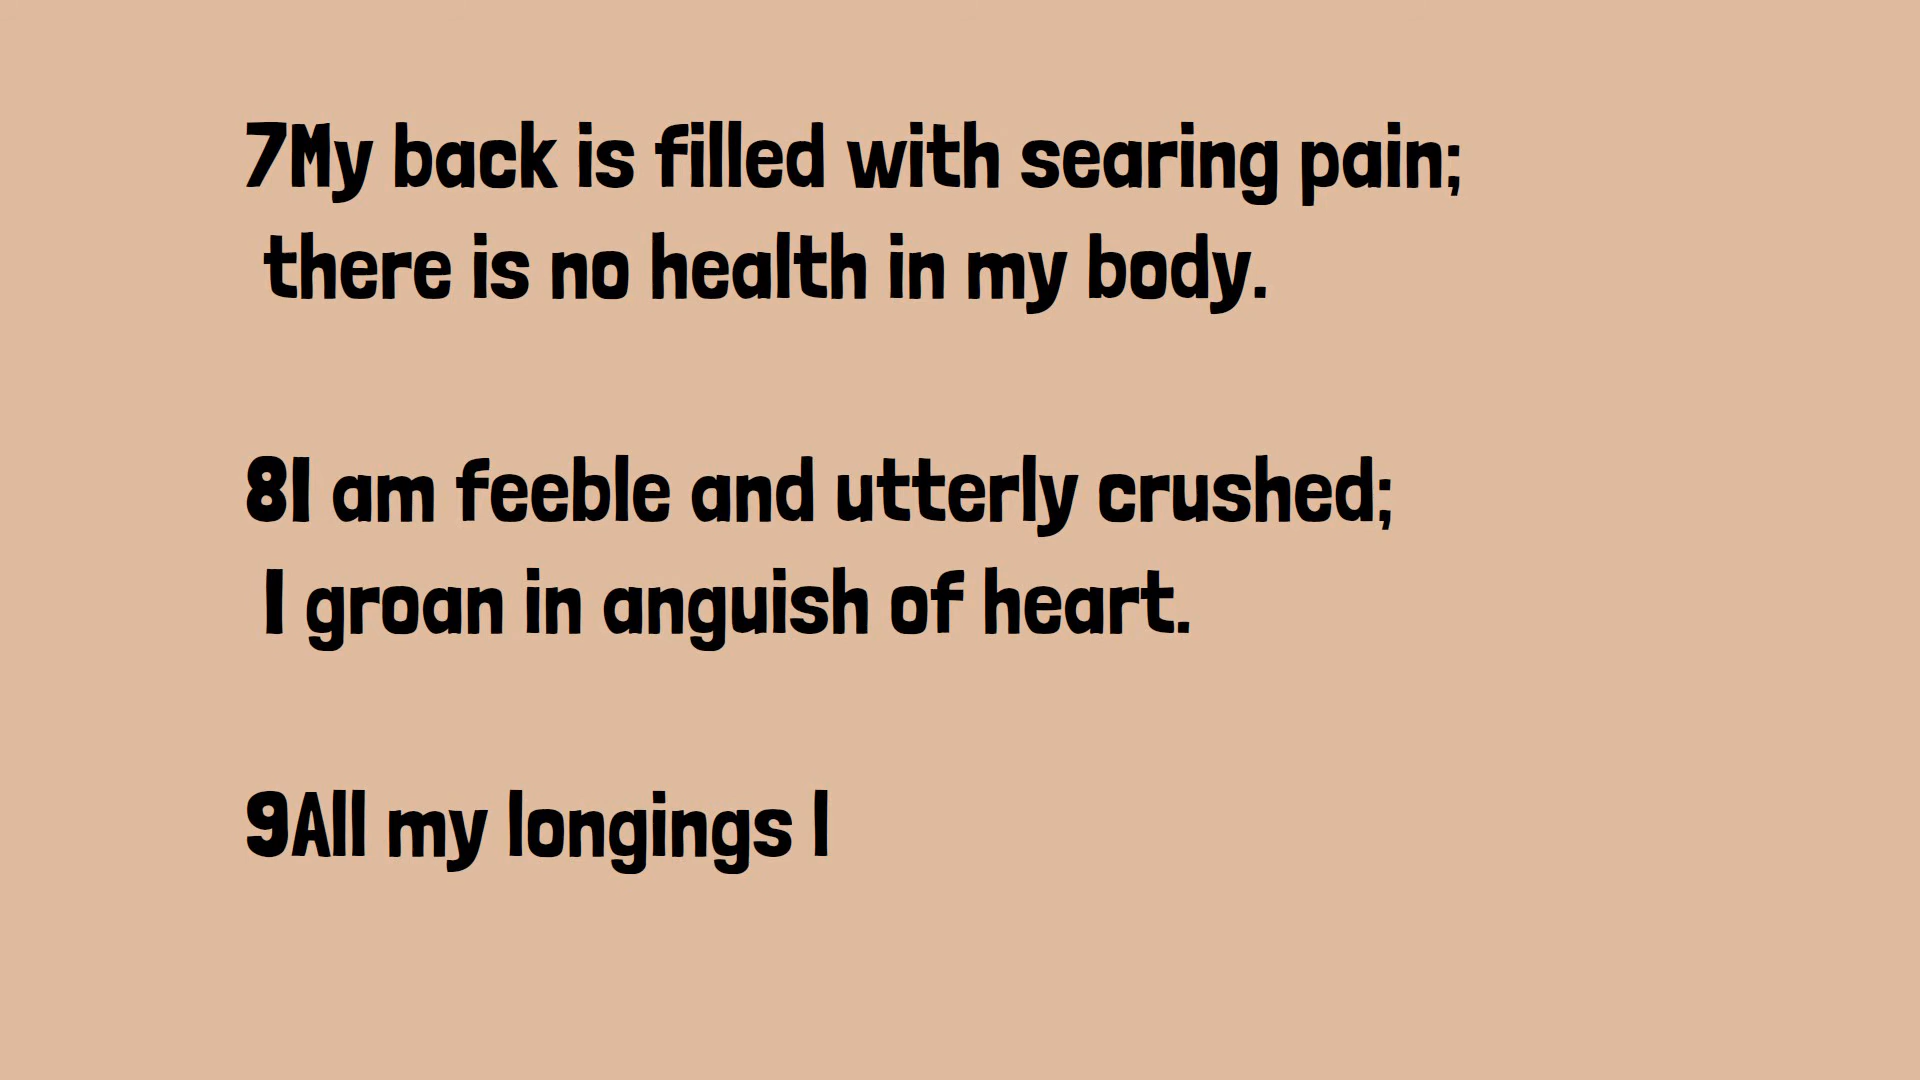 7My back is filled with searing pain;
there is no health in my body.
8I am feeble and utterly crushed;
I groan in anguish of heart.
9All my longings l